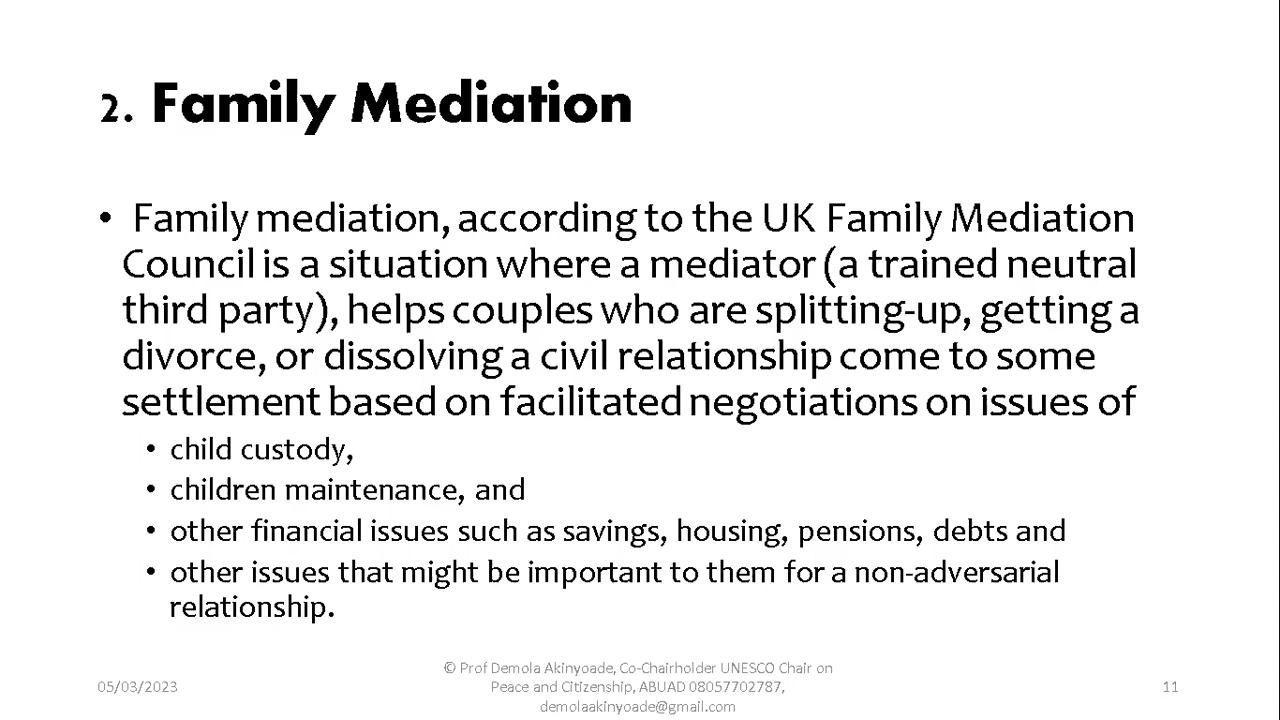 2. Family Mediation
• Family mediation, according to the UK Family Mediation
Council is a situation where a mediator (a trained neutral
third party), helps couples who are splitting-up, getting a
divorce, or dissolving a civil relationship come to some
settlement based on facilitated negotiations on issues of
• child custody,
• children maintenance, and
• other financial issues such as savings, housing, pensions, debts and
• other issues that might be important to them for a non-adversarial
relationship.
05/03/2023
© Prof Demola Akinyoade, Co-Chairholder UNESCO Chair on
Peace and Citizenship, ABUAD 08057702787,
demolaakinyoade@gmail.com
11